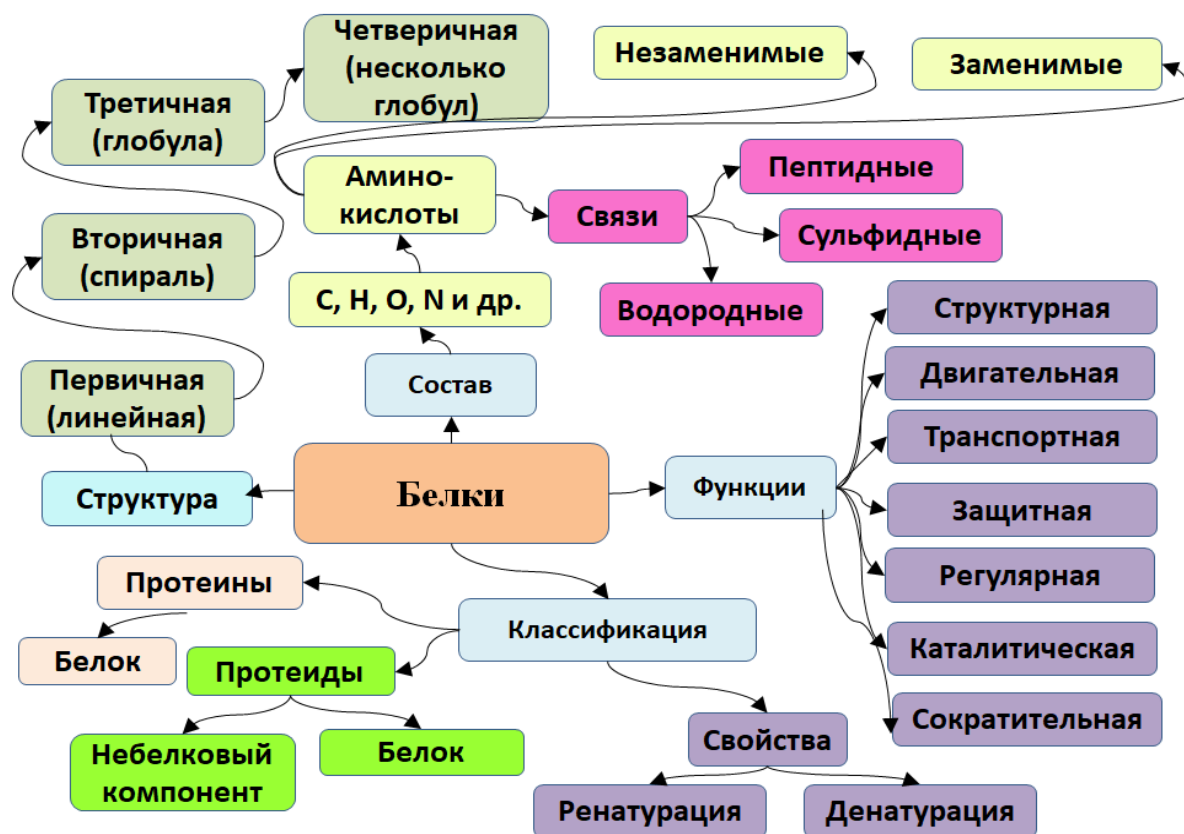 Четверичная
(несколько
глобул)
Незаменимые
Заменимые
Третичная
(глобула)
Амино-
кислоты
Пептидные
Связи
Сульфидные
Вторичная
(спираль)
C, H, O, N и др.
Водородные
Структурная
Первичная
(линейная)
Состав
Двигательная
Транспортная
Структура
Белки
Функции
Защитная
Протеины
Регулярная
Классификация
Белок
Протеиды
Каталитическая
Небелковый
компонент
Белок
Свойства
Сократительная
Ренатурация
Денатурация